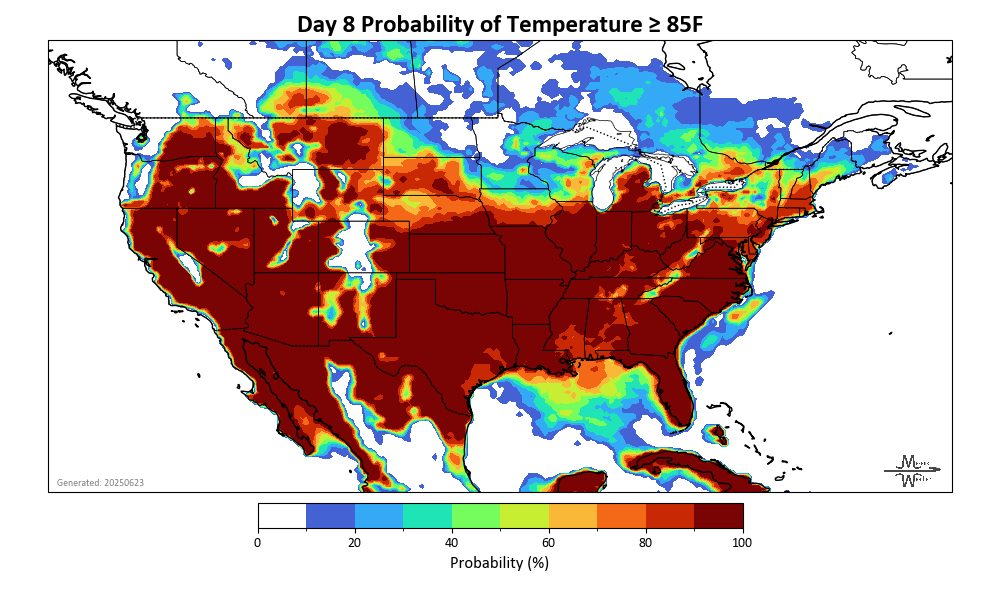 Day 8 Probability of Temperature ≥ 85F
Generated: 20250623
0 20 40 60 80 100
Probability (%)